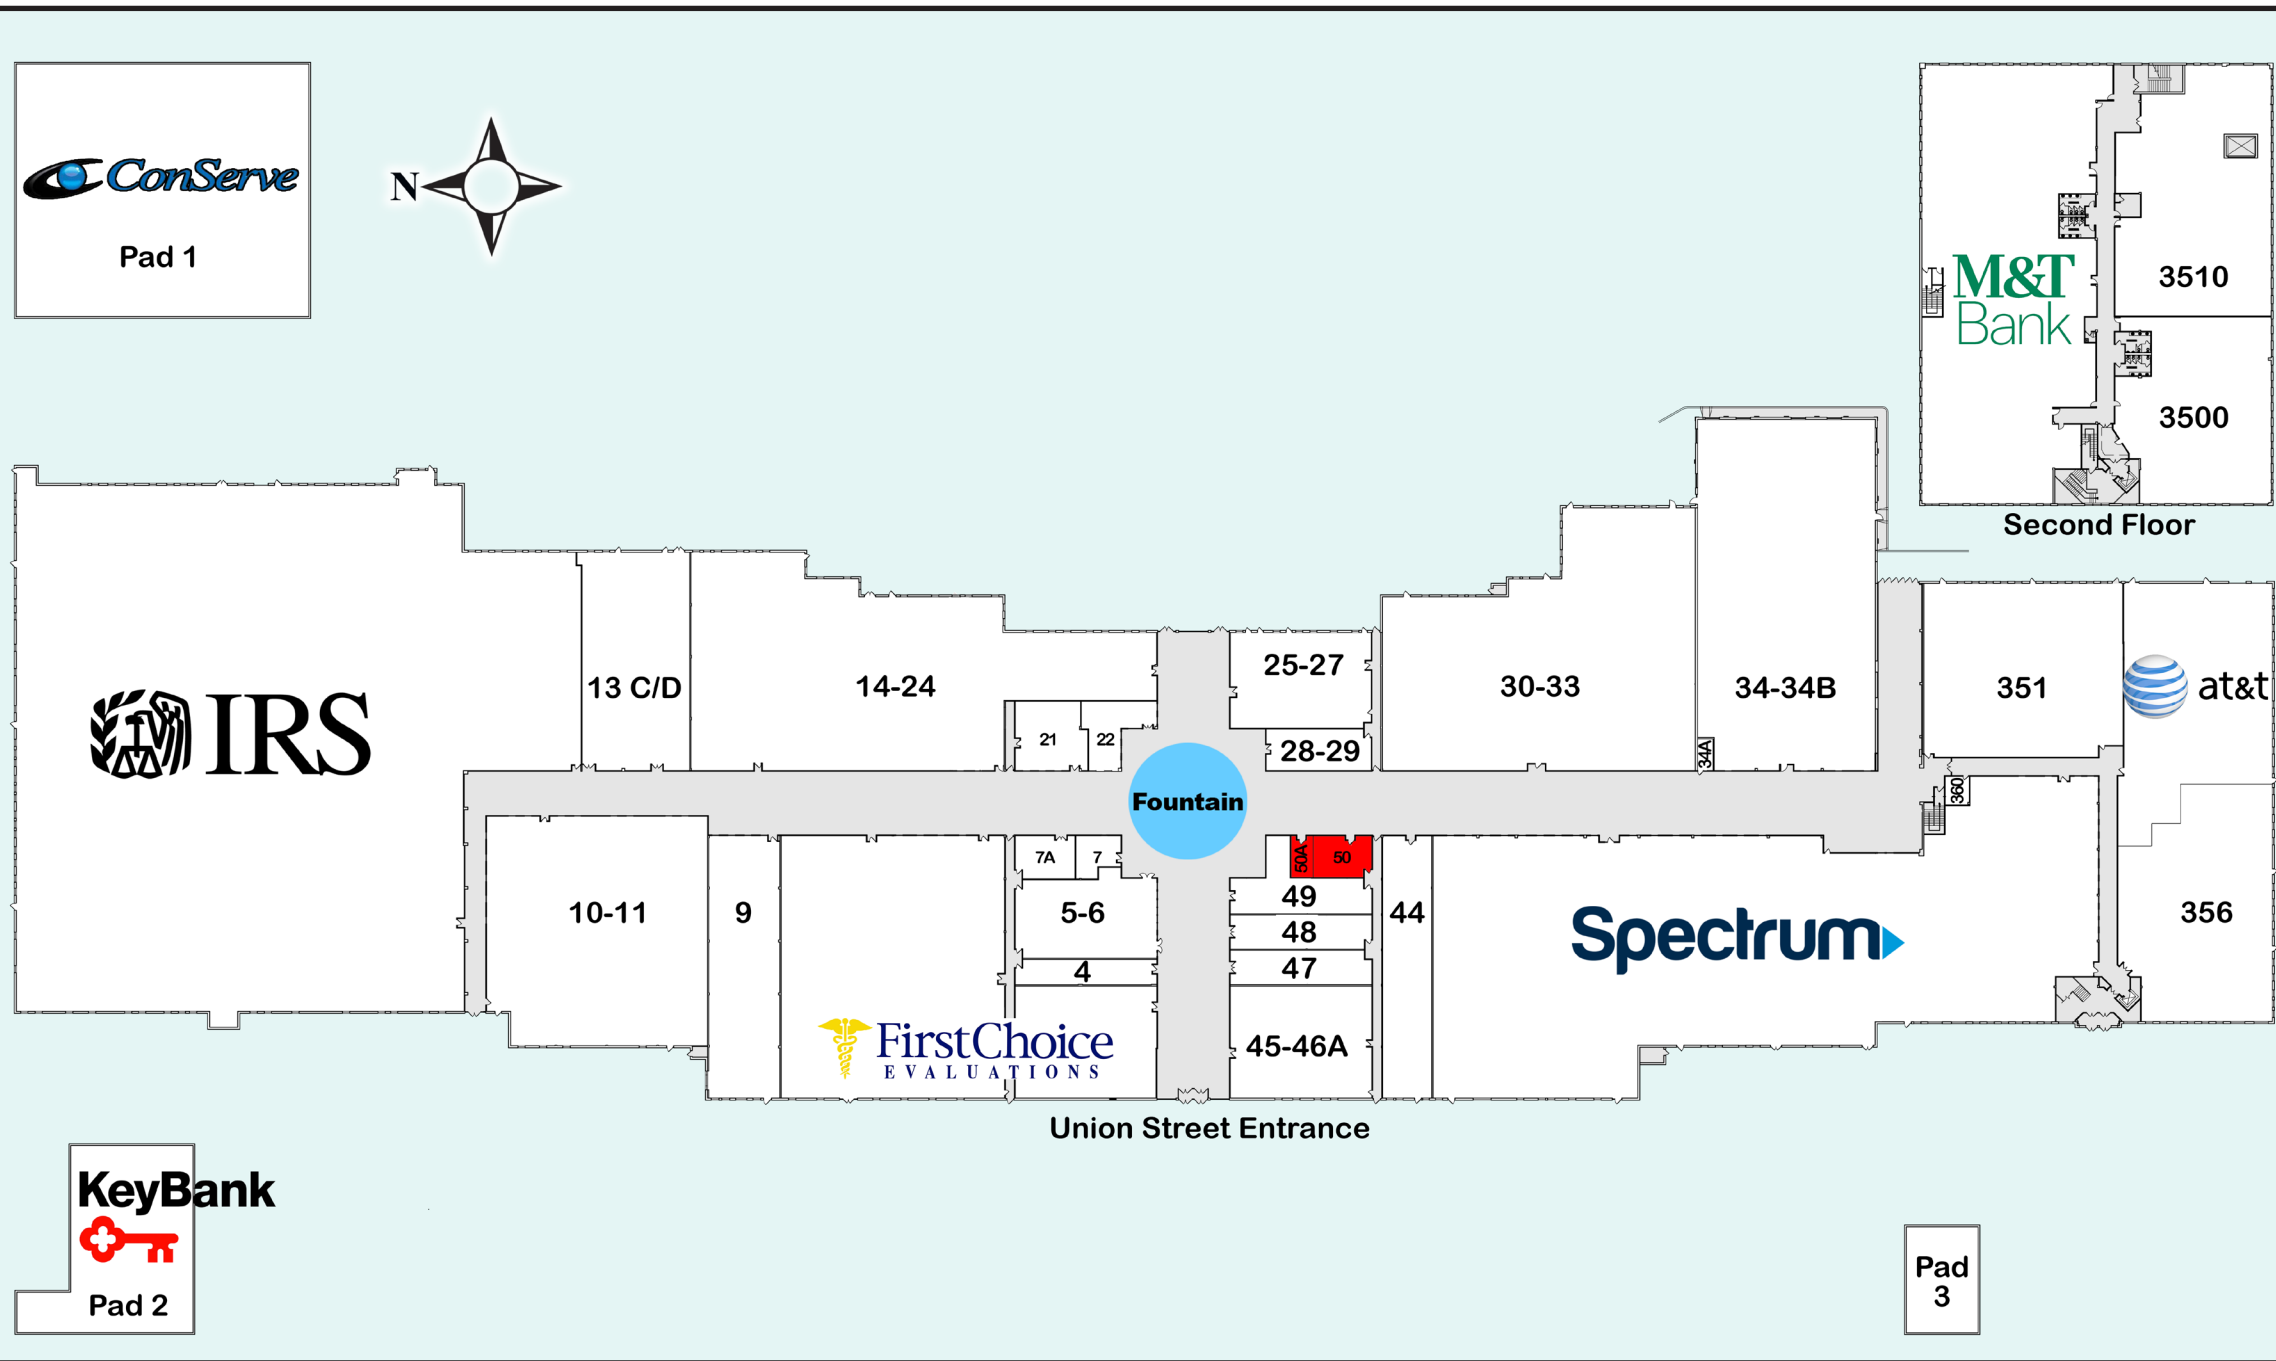 ConServe
Pad 1
N
M&T
Bank
3510
3500
Second Floor
IRS
13 C/D
14-24
21
22
25-27
28-29
30-33
34-34B
34A
351
at&t
360
Fountain
10-11
9
7A
7
5-6
4
50A
50
49
48
47
45-46A
44
Spectrum
356
FirstChoice
EVALUATIONS
Union Street Entrance
KeyBank
Pad 2
Pad
3